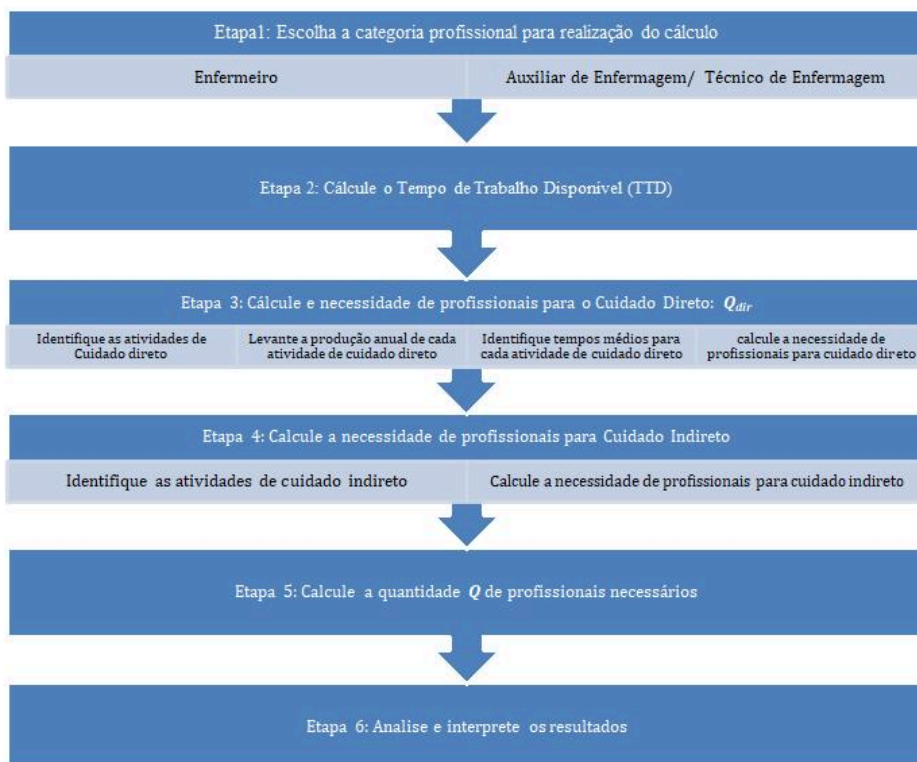 Etapa1: Escolha a categoria profissional para realização do cálculo
Enfermeiro
Auxiliar de Enfermagem/ Técnico de Enfermagem
Etapa 2: Cálcule o Tempo de Trabalho Disponível (TTD)
Etapa 3: Cálcule e necessidade de profissionais para o Cuidado Direto: Qdir
Identifique as atividades de
Cuidado direto
Levante a produção anual de cada
atividade de cuidado direto
Identifique tempos médios para
cada atividade de cuidado direto
calcule a necessidade de
profissionais para cuidado direto
Etapa 4: Calcule a necessidade de profissionais para Cuidado Indireto
Identifique as atividades de cuidado indireto
Calcule a necessidade de profissionais para cuidado indireto
Etapa 5: Calcule a quantidade Q de profissionais necessários
Etapa 6: Analise e interprete os resultados